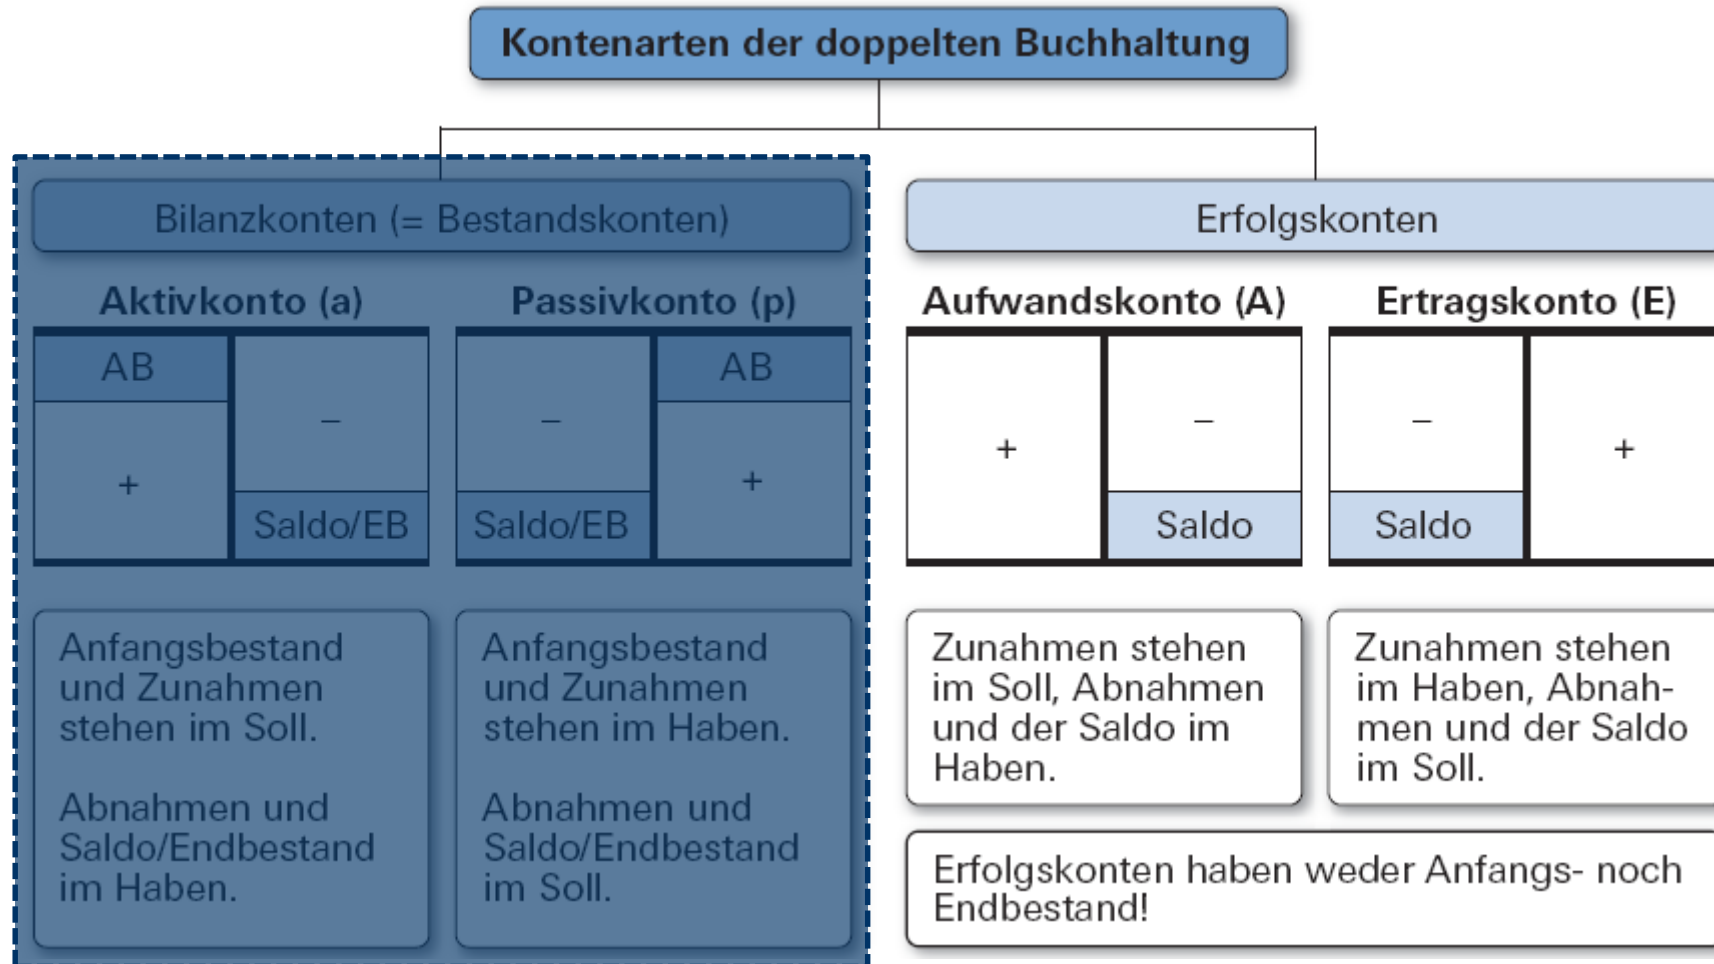 Kontenarten der doppelten Buchhaltung
Bilanzkonten (= Bestandskonten)
Erfolgskonten
Aktivkonto (a)
Passivkonto (p)
Aufwandskonto (A)
Ertragskonto (E)
AB
–
+
Saldo/EB
–
AB
+
Saldo/EB
+
–
Saldo
–
+
Saldo
Anfangsbestand
und Zunahmen
stehen im Soll.
Abnahmen und
Saldo/Endbestand
im Haben.
Anfangsbestand
und Zunahmen
stehen im Haben.
Abnahmen und
Saldo/Endbestand
im Soll.
Zunahmen stehen
im Soll, Abnahmen
und der Saldo im
Haben.
Zunahmen stehen
im Haben, Abnah-
men und der Saldo
im Soll.
Erfolgskonten haben weder Anfangs- noch
Endbestand!